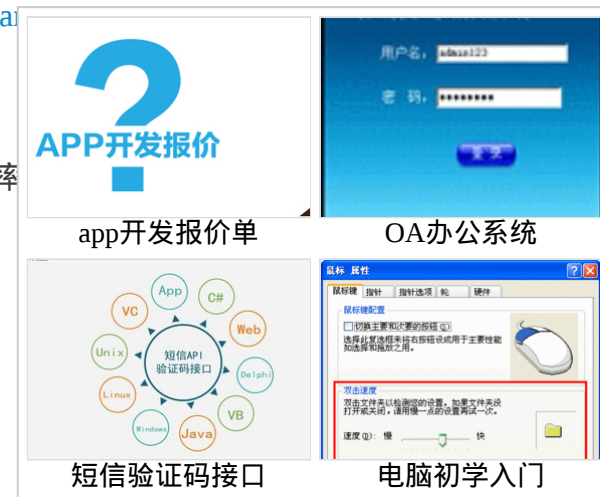 率
APP开发报价
app开发报价单
用户名,
admin123
密 码,
登 录
OA办公系统
App
C#
VC
Web
Unix
短信API
验证码接口
Delphi
Linux
VB
Windows
Java
短信验证码接口
鼠标 属性
鼠标键 指针 指针选项 轮 硬件
鼠标键配置
切换主要和次要的按钮(S)
选择此复选框来将右按钮设成用于主要性能
如选择和拖放之用。
双击速度
双击文件夹以检测您的设置。如果文件夹没
打开或关闭,请用慢一点的设置再试一次。
速度(D): 慢 快
电脑初学入门